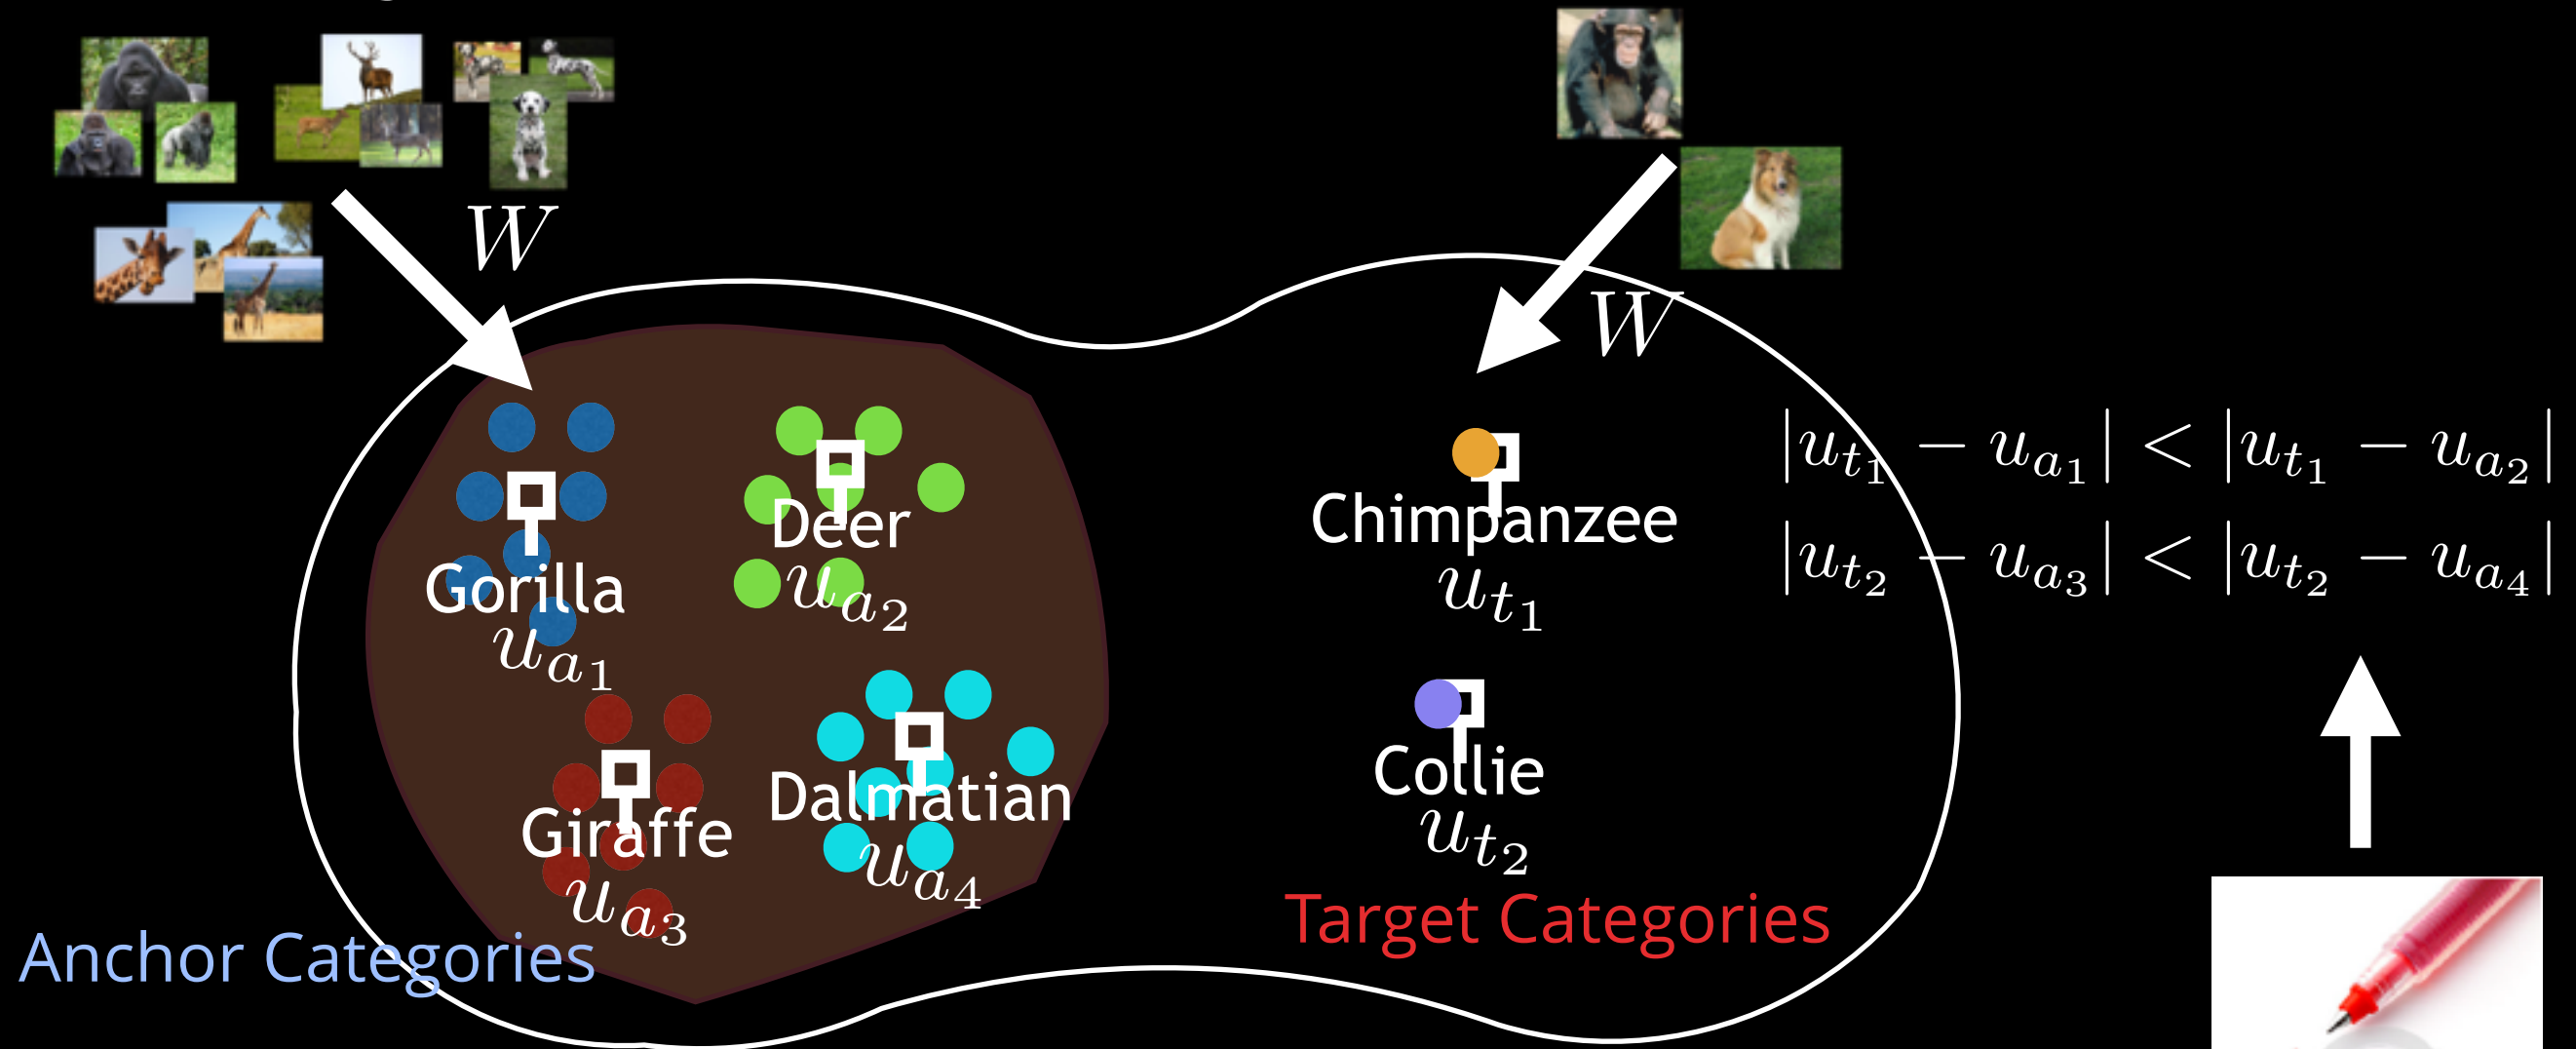 W
W
|u_{t_1} - u_{a_1}| < |u_{t_1} - u_{a_2}|
|u_{t_2} - u_{a_3}| < |u_{t_2} - u_{a_4}|
Gorilla
u_{a_1}
Deer
u_{a_2}
Giraffe
u_{a_3}
Dalmatian
u_{a_4}
Chimpanzee
u_{t_1}
Collie
u_{t_2}
Anchor Categories
Target Categories